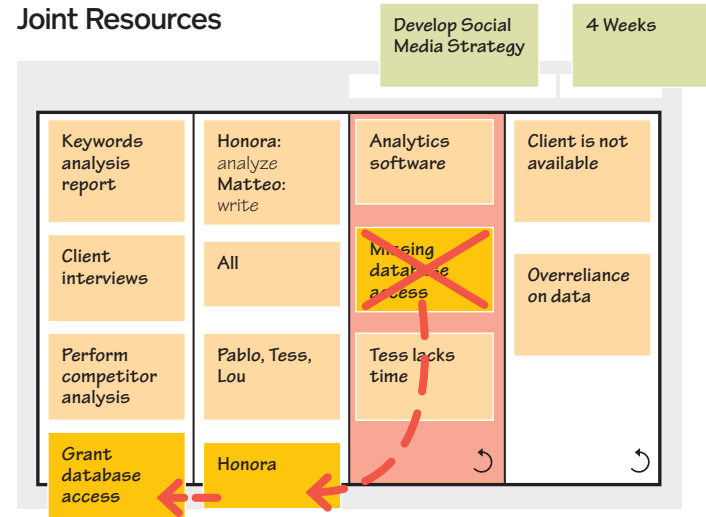 Joint Resources
Develop Social
Media Strategy
4 Weeks
Keywords
analysis
report
Honora:
analyze
Matteo:
write
Analytics
software
Client is not
available
Client
interviews
All
Missing
database
access
Overreliance
on data
Perform
competitor
analysis
Pablo, Tess,
Lou
Tess lacks
time
Grant
database
access
Honora